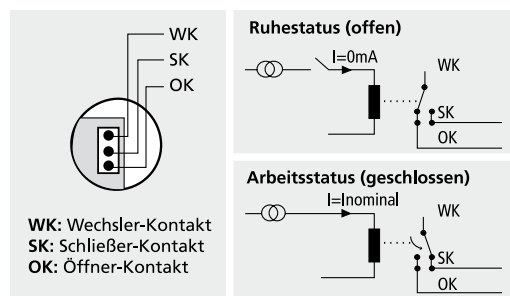 WK
SK
OK
WK: Wechsler-Kontakt
SK: Schließer-Kontakt
OK: Öffner-Kontakt
Ruhestatus (offen)
I=0mA
WK
SK
OK
Arbeitsstatus (geschlossen)
I=Inominal
WK
SK
OK